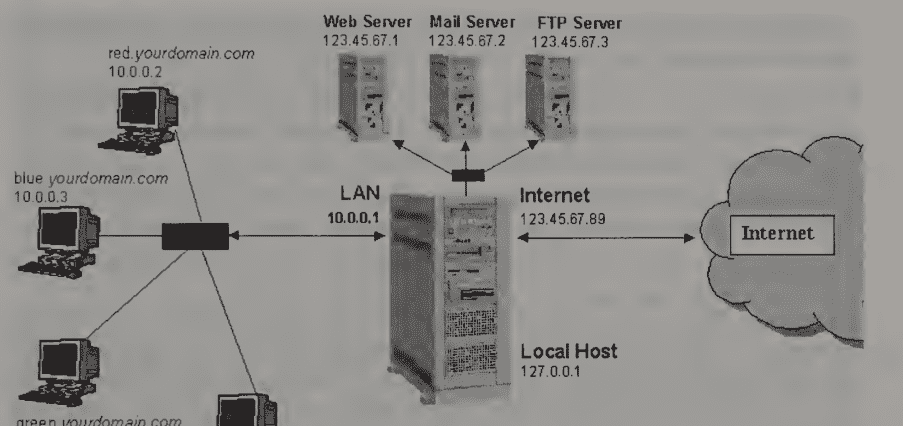 Web Server
123.45.67.1
Mail Server
123.45.67.2
FTP Server
123.45.67.3
red.yourdomain.com
10.0.0.2
blue yourdomain.com
10.0.0.3
LAN
10.0.0.1
Internet
123.45.67.89
Internet
Local Host
127.0.0.1
green.yourdomain.com